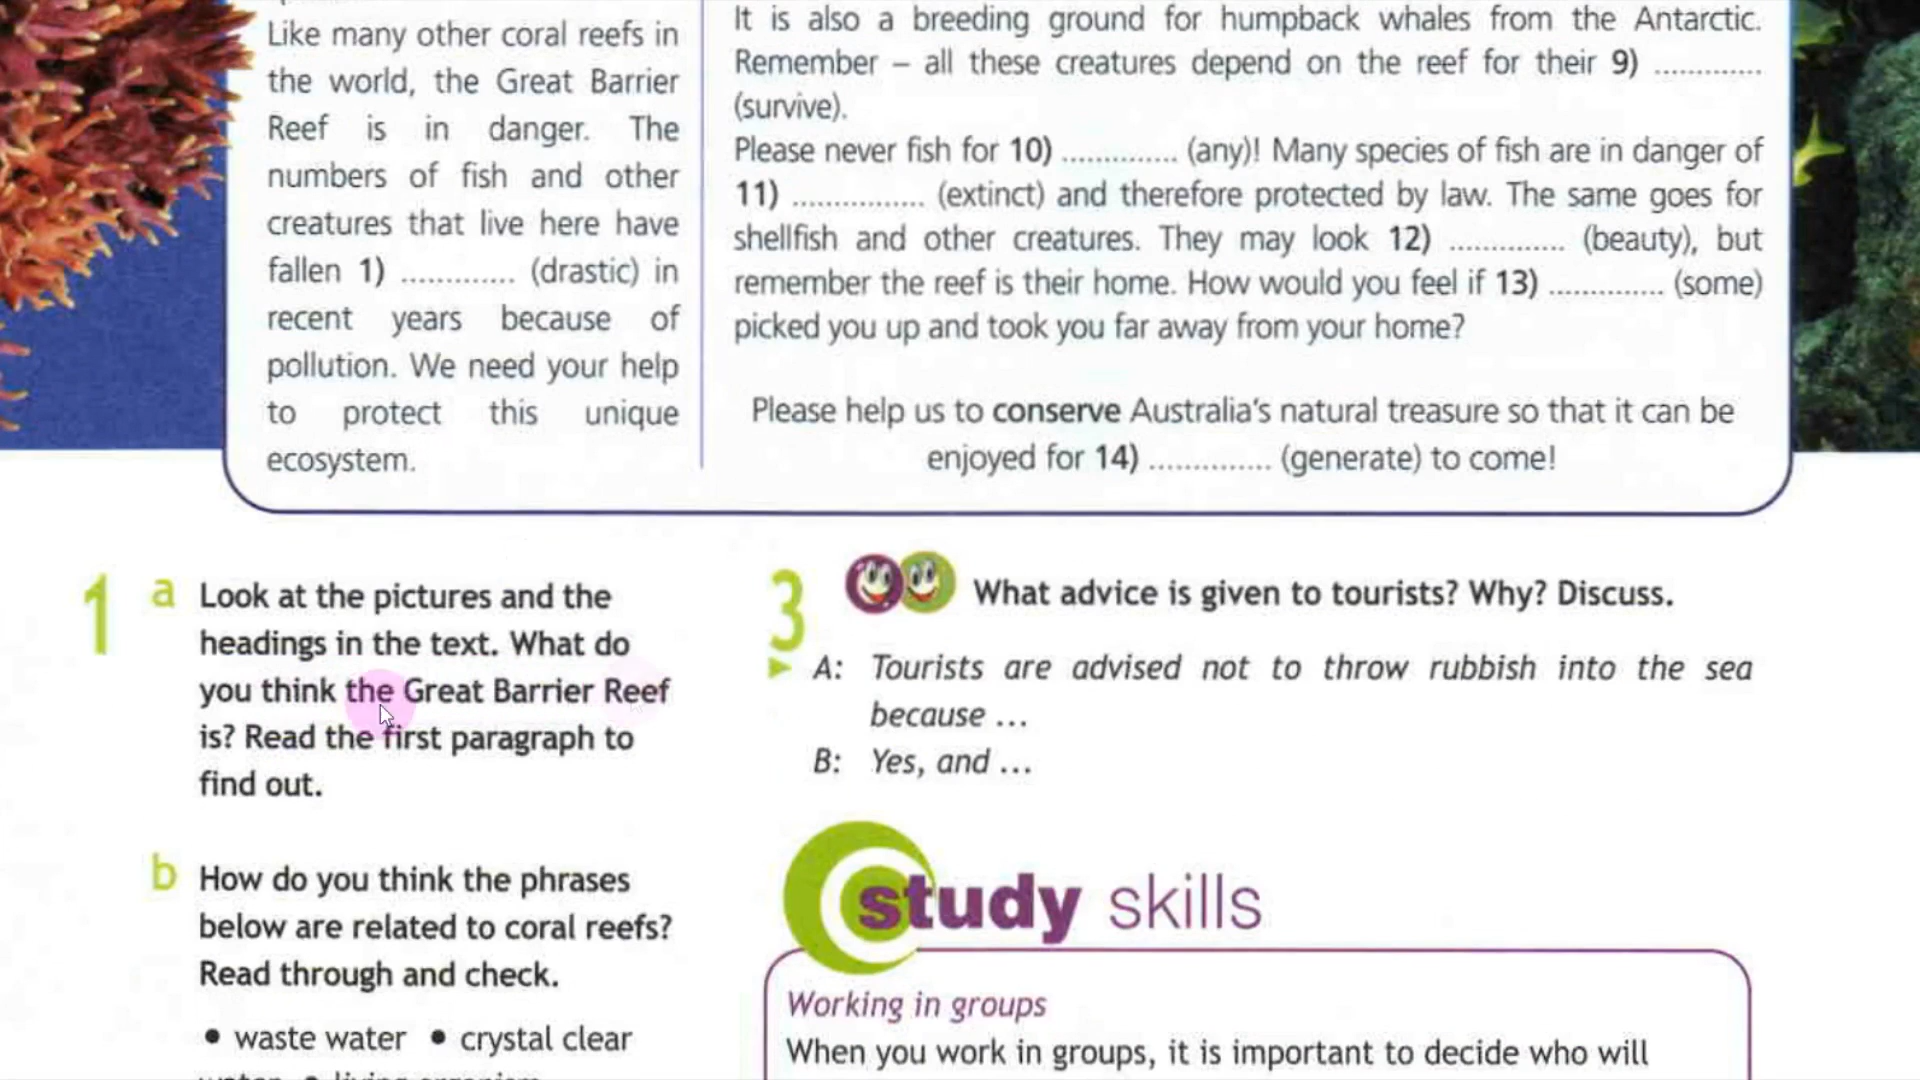 Like many other coral reefs in
the world, the Great Barrier
Reef is in danger. The
numbers of fish and other
creatures that live here have
fallen 1) ............. (drastic) in
recent years because of
pollution. We need your help
to protect this unique
ecosystem.
It is also a breeding ground for humpback whales from the Antarctic.
Remember – all these creatures depend on the reef for their 9) .............
(survive).
Please never fish for 10) .............. (any)! Many species of fish are in danger of
11) ................ (extinct) and therefore protected by law. The same goes for
shellfish and other creatures. They may look 12) .............. (beauty), but
remember the reef is their home. How would you feel if 13) .............. (some)
picked you up and took you far away from your home?
Please help us to conserve Australia's natural treasure so that it can be
enjoyed for 14) .............. (generate) to come!
1 a Look at the pictures and the
headings in the text. What do
you think the Great Barrier Reef
is? Read the first paragraph to
find out.
b How do you think the phrases
below are related to coral reefs?
Read through and check.
• waste water • crystal clear
3 What advice is given to tourists? Why? Discuss.
A: Tourists are advised not to throw rubbish into the sea
because ...
B: Yes, and ...
study skills
Working in groups
When you work in groups, it is important to decide who will